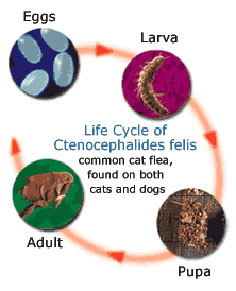 Eggs
Larva
Life Cycle of
Ctenocephalides felis
common cat flea,
found on both
cats and dogs
Adult
Pupa